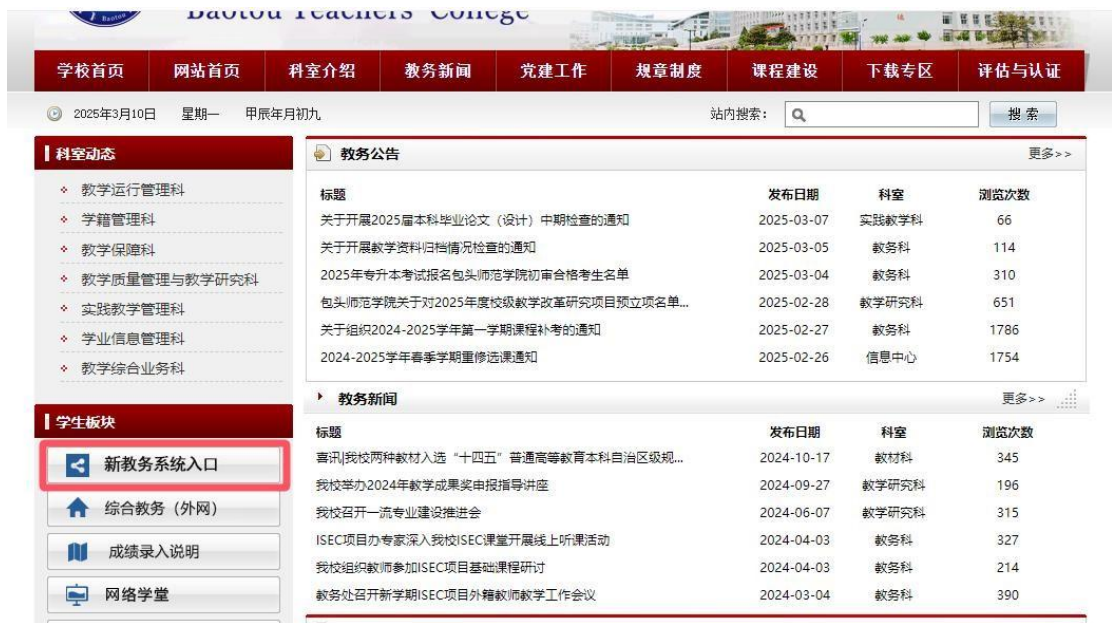 Baotou Teachers College
学校首页 网站首页 科室介绍 教务新闻 党建工作 规章制度 课程建设 下载专区 评估与认证
2025年3月10日 星期一 甲辰年月初九 站内搜索： 搜 索
科室动态
教学运行管理科
学籍管理科
教学保障科
教学质量管理与教学研究科
实践教学管理科
学业信息管理科
教学综合业务科
学生板块
新教务系统入口
综合教务（外网）
成绩录入说明
网络学堂
教务公告 更多>>
标题 发布日期 科室 浏览次数
关于开展2025届本科毕业论文（设计）中期检查的通知 2025-03-07 实践教学科 66
关于开展教学资料归档情况检查的通知 2025-03-05 教务科 114
2025年专升本考试报名包头师范学院初审合格考生名单 2025-03-04 教务科 310
包头师范学院关于对2025年度校级教学改革研究项目预立项名单... 2025-02-28 教学研究科 651
关于组织2024-2025学年第一学期课程补考的通知 2025-02-27 教务科 1786
2024-2025学年春季学期重修选课通知 2025-02-26 信息中心 1754
教务新闻 更多>>
标题 发布日期 科室 浏览次数
喜讯|我校两种教材入选“十四五”普通高等教育本科自治区级规... 2024-10-17 教材科 345
我校举办2024年教学成果奖申报指导讲座 2024-09-27 教学研究科 196
我校召开一流专业建设推进会 2024-06-07 教学研究科 315
ISEC项目办专家深入我校ISEC课堂开展线上听课活动 2024-04-03 教务科 327
我校组织教师参加ISEC项目基础课程研讨 2024-04-03 教务科 214
教务处召开新学期ISEC项目外籍教师教学工作会议 2024-03-04 教务科 390